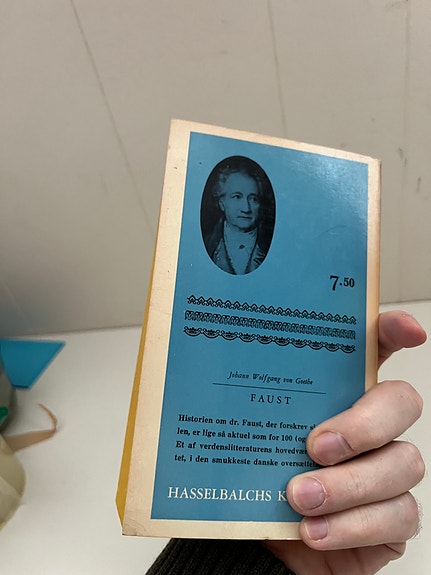 7.50
Johann Wolfgang von Goethe
FAUST
Historien om dr. Faust, der forskrev
len, er lige så aktuel som for 100 (og
Et af verdenslitteraturens
tet, i den smukkeste danske
HASSELBALCHS